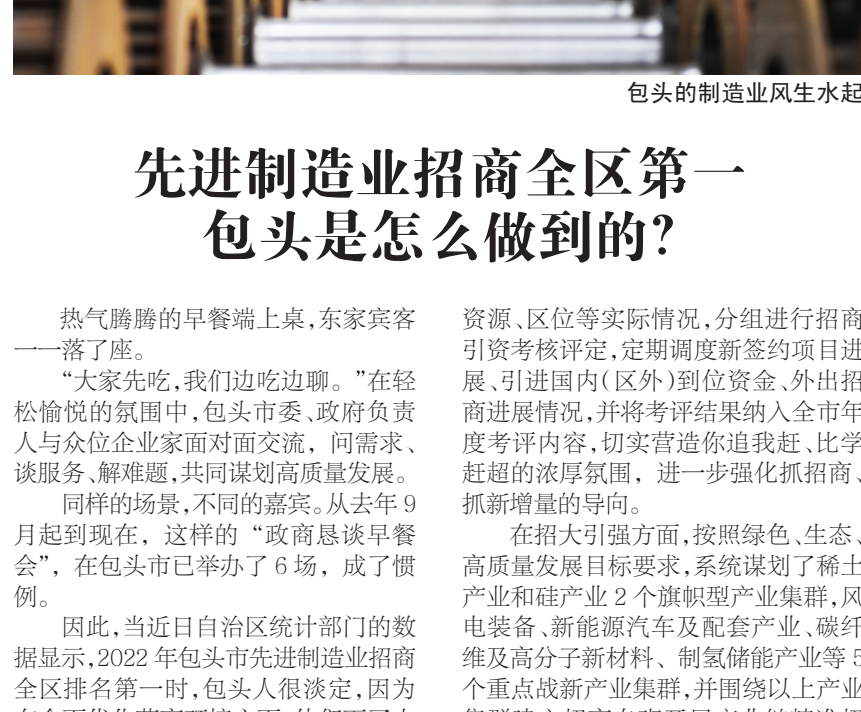 包头的制造业风生水起
先进制造业招商全区第一
包头是怎么做到的?
热气腾腾的早餐端上桌,东家宾客
一一落了座。
“大家先吃,我们边吃边聊。”在轻
松愉悦的氛围中,包头市委、政府负责
人与众位企业家面对面交流，问需求、
谈服务、解难题,共同谋划高质量发展。
同样的场景,不同的嘉宾。从去年9
月起到现在，这样的“政商恳谈早餐
会”，在包头市已举办了6场，成了惯
例。
因此,当近日自治区统计部门的数
据显示,2022年包头市先进制造业招商
全区排名第一时,包头人很淡定,因为
资源、区位等实际情况,分组进行招商
引资考核评定,定期调度新签约项目进
展、引进国内(区外)到位资金、外出招
商进展情况,并将考评结果纳入全市年
度考评内容,切实营造你追我赶、比学
赶超的浓厚氛围，进一步强化抓招商、
抓新增量的导向。
在招大引强方面,按照绿色、生态、
高质量发展目标要求,系统谋划了稀土
产业和硅产业2个旗帜型产业集群,风
电装备、新能源汽车及配套产业、碳纤
维及高分子新材料、制氢储能产业等5
个重点战新产业集群,并围绕以上产业